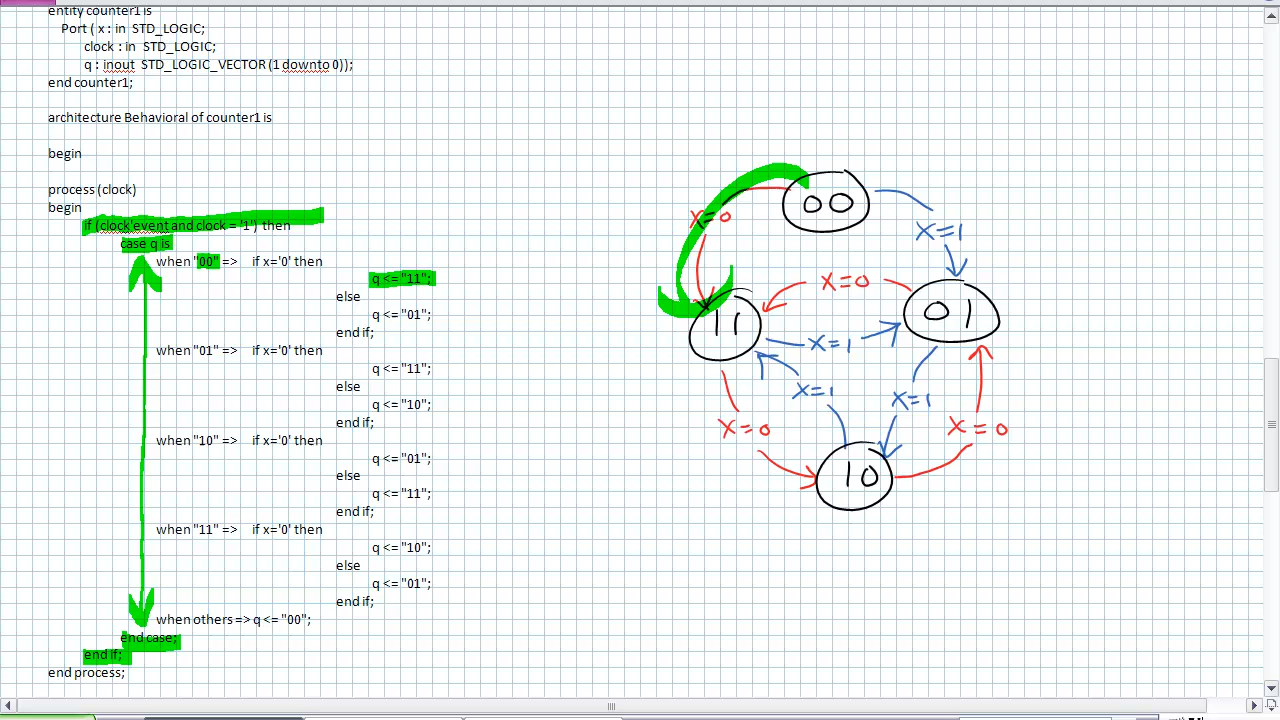 entity counter1 is
Port ( x : in STD_LOGIC;
clock : in STD_LOGIC;
q : inout STD_LOGIC_VECTOR (1 downto 0));
end counter1;
architecture Behavioral of counter1 is
begin
process (clock)
begin
if (clock'event and clock = '1') then
case q is
when "00" => if x='0' then
q <= "11";
else
q <= "01";
end if;
when "01" => if x='0' then
q <= "11";
else
q <= "10";
end if;
when "10" => if x='0' then
q <= "01";
else
q <= "11";
end if;
when "11" => if x='0' then
q <= "10";
else
q <= "01";
end if;
when others => q <= "00";
end case;
end if;
end process;
00
x=0
x=1
x=0
11
01
x=1
x=1
x=1
x=0
x=0
10